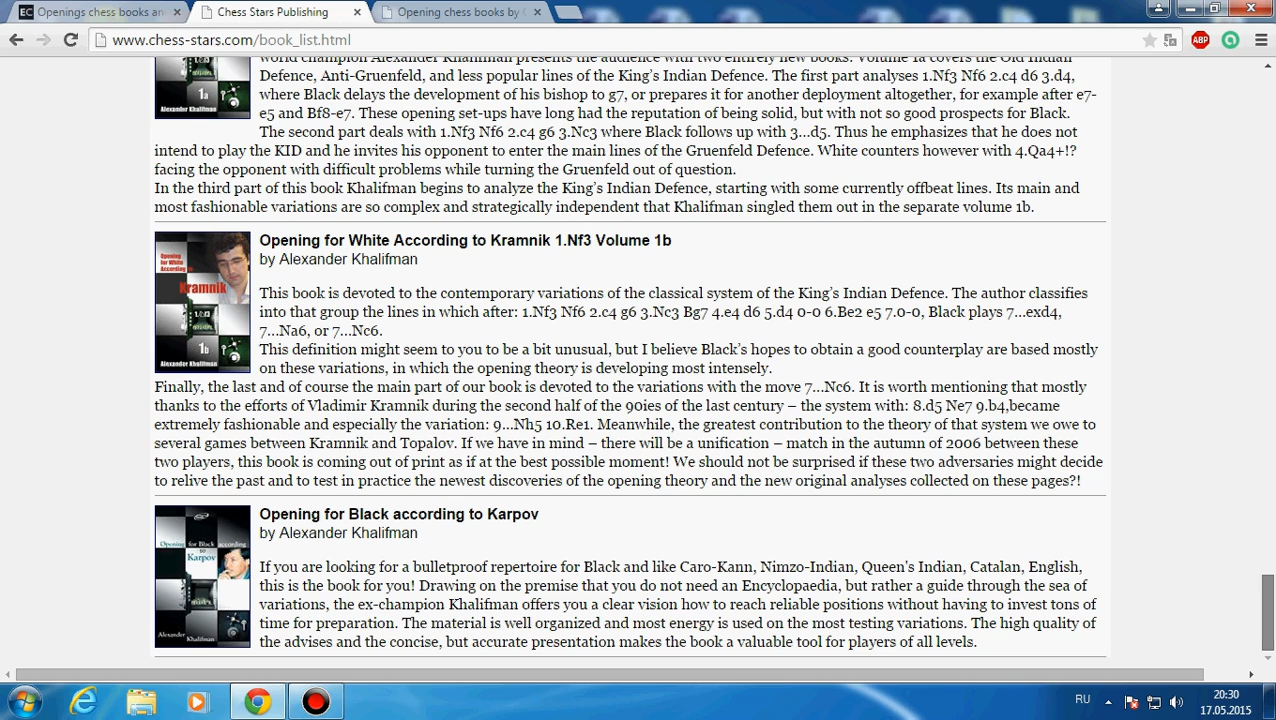 Openings chess books an
Chess Stars Publishing
Opening chess books by
www.chess-stars.com/book_list.html
ABP
world champion Alexander Khalifman presents the audience with two entirely new books. Volume 1a covers the Old Indian
Defence, Anti-Gruenfeld, and less popular lines of the King's Indian Defence. The first part analyses 1.Nf3 Nf6 2.c4 d6 3.d4,
where Black delays the development of his bishop to g7, or prepares it for another deployment altogether, for example after e7-
e5 and Bf8-e7. These opening set-ups have long had the reputation of being solid, but with not so good prospects for Black.
The second part deals with 1.Nf3 Nf6 2.c4 g6 3.Nc3 where Black follows up with 3...d5. Thus he emphasizes that he does not
intend to play the KID and he invites his opponent to enter the main lines of the Gruenfeld Defence. White counters however with 4.Qa4+!?
facing the opponent with difficult problems while turning the Gruenfeld out of question.
In the third part of this book Khalifman begins to analyze the King's Indian Defence, starting with some currently offbeat lines. Its main and
most fashionable variations are so complex and strategically independent that Khalifman singled them out in the separate volume 1b.
1a
Alexander Khalifman
Opening for White According to Kramnik 1.Nf3 Volume 1b
by Alexander Khalifman
This book is devoted to the contemporary variations of the classical system of the King's Indian Defence. The author classifies
into that group the lines in which after: 1.Nf3 Nf6 2.c4 g6 3.Nc3 Bg7 4.e4 d6 5.d4 0-0 6.Be2 e5 7.0-0, Black plays 7...exd4,
7...Na6, or 7...Nc6.
This definition might seem to you to be a bit unusual, but I believe Black's hopes to obtain a good counterplay are based mostly
on these variations, in which the opening theory is developing most intensely.
Finally, the last and of course the main part of our book is devoted to the variations with the move 7...Nc6. It is worth mentioning that mostly
thanks to the efforts of Vladimir Kramnik during the second half of the 90ies of the last century – the system with: 8.d5 Ne7 9.b4,became
extremely fashionable and especially the variation: 9...Nh5 10.Re1. Meanwhile, the greatest contribution to the theory of that system we owe to
several games between Kramnik and Topalov. If we have in mind – there will be a unification – match in the autumn of 2006 between these
two players, this book is coming out of print as if at the best possible moment! We should not be surprised if these two adversaries might decide
to relive the past and to test in practice the newest discoveries of the opening theory and the new original analyses collected on these pages?!
Opening
for White
According
to
Kramnik
1.Nf3
1b
Alexander Khalifman
Opening for Black according to Karpov
by Alexander Khalifman
If you are looking for a bulletproof repertoire for Black and like Caro-Kann, Nimzo-Indian, Queen's Indian, Catalan, English,
this is the book for you! Drawing on the premise that you do not need an Encyclopaedia, but rather a guide through the sea of
variations, the ex-champion Khalifman offers you a clear vision how to reach reliable positions without having to invest tons of
time for preparation. The material is well organized and most energy is used on the most testing variations. The high quality of
the advises and the concise, but accurate presentation makes the book a valuable tool for players of all levels.
Opening for Black according
to
Karpov
Alexander Khalifman
RU
20:30
17.05.2015